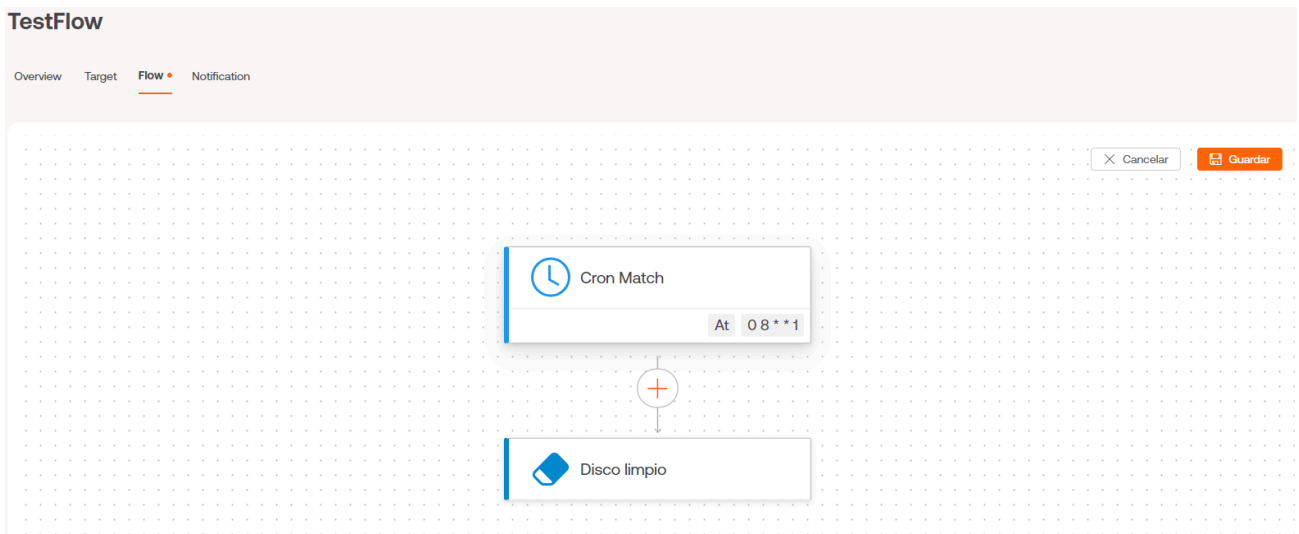 TestFlow
Overview Target Flow Notification
Cancelar Guardar
Cron Match
At 0 8 * * 1
Disco limpio